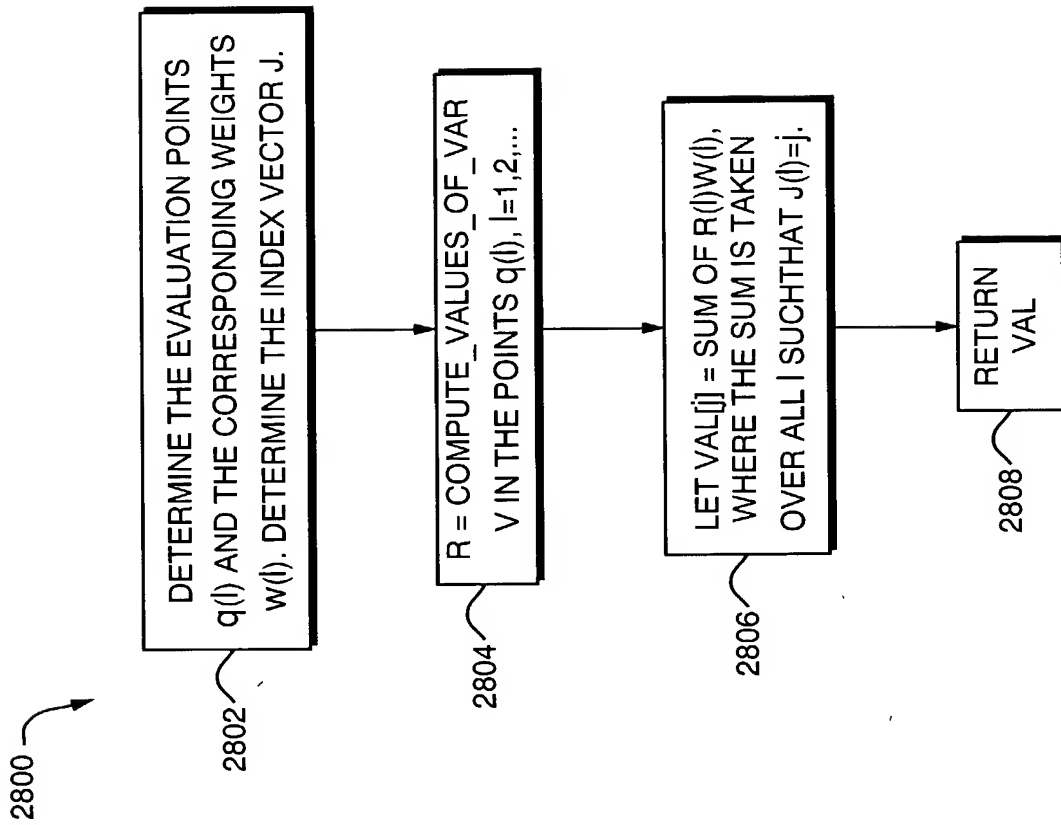 2800
DETERMINE THE EVALUATION POINTS
q(l) AND THE CORRESPONDING WEIGHTS
w(l). DETERMINE THE INDEX VECTOR J.
2802
R = COMPUTE_VALUES_OF_VAR
V IN THE POINTS q(l), l=1,2,...
2804
LET VAL[j] = SUM OF R(l)W(l),
WHERE THE SUM IS TAKEN
OVER ALL l SUCHTHAT J(l)=j.
2806
RETURN
VAL
2808